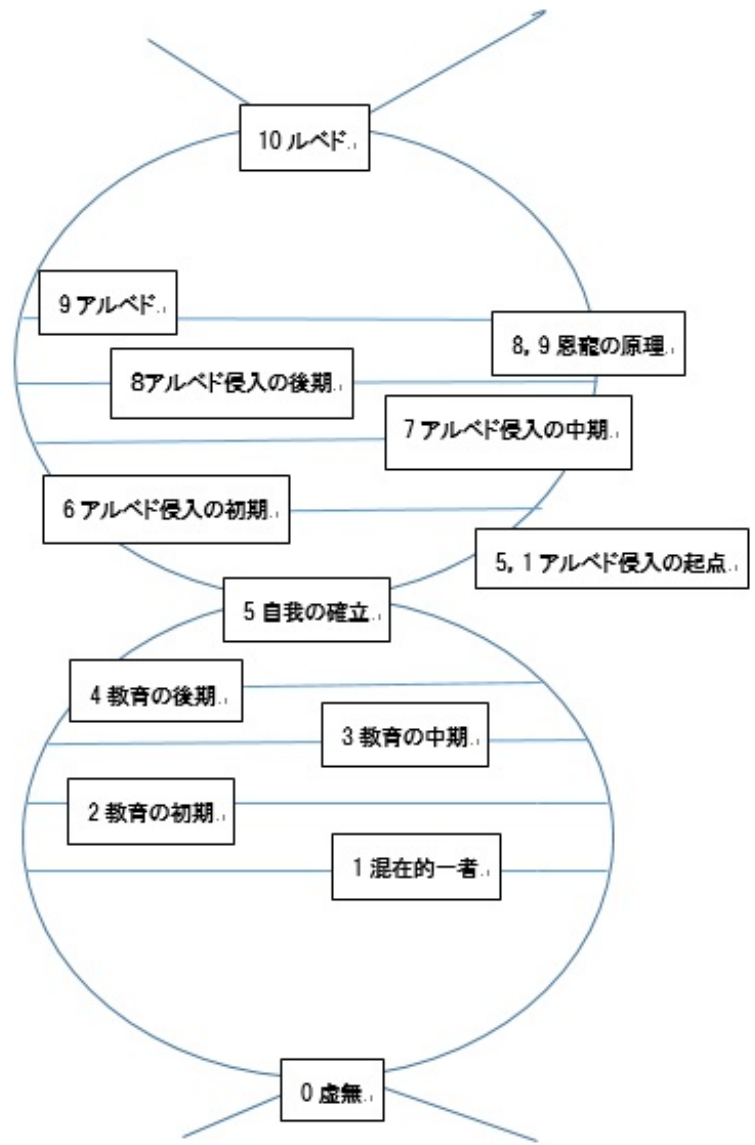 10 ルベド
9 アルベド
8, 9 恩寵の原理
8アルベド侵入の後期
7 アルベド侵入の中期
6 アルベド侵入の初期
5, 1 アルベド侵入の起点
5 自我の確立
4 教育の後期
3 教育の中期
2 教育の初期
1 混在的一者
0 虚無